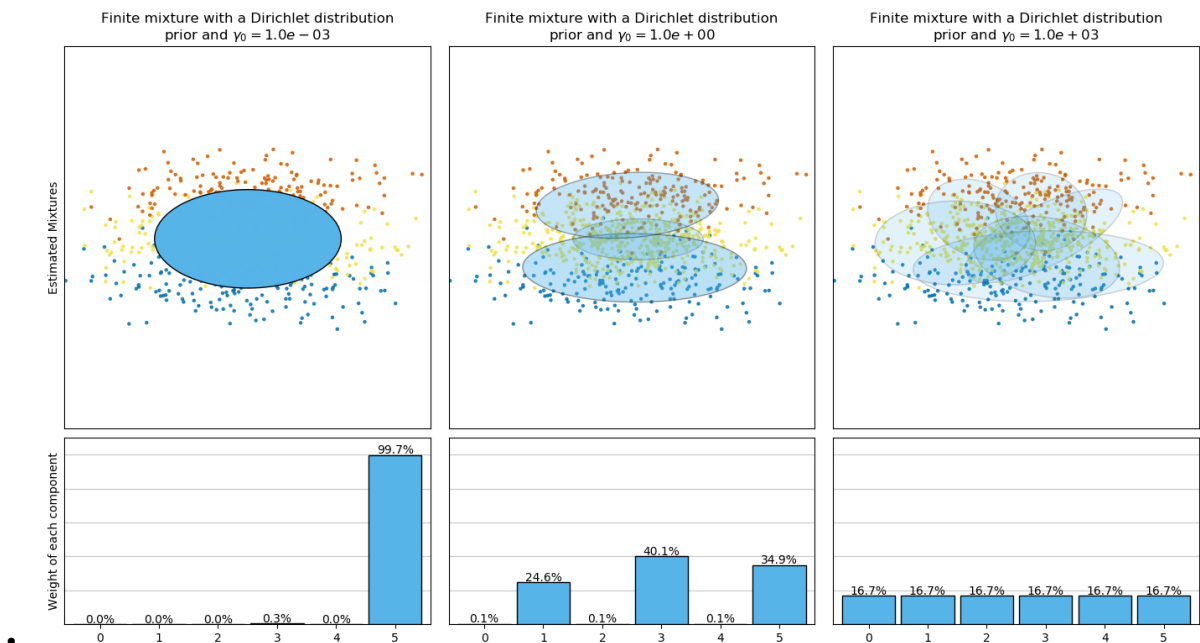 Finite mixture with a Dirichlet distribution
prior and γ₀ = 1.0e − 03
Finite mixture with a Dirichlet distribution
prior and γ₀ = 1.0e + 00
Finite mixture with a Dirichlet distribution
prior and γ₀ = 1.0e + 03
Estimated Mixtures
Weight of each component
0.0%
0.0%
0.0%
0.3%
0.0%
99.7%
0 1 2 3 4 5
0.1%
24.6%
0.1%
40.1%
0.1%
34.9%
0 1 2 3 4 5
16.7% 16.7% 16.7% 16.7% 16.7% 16.7%
0 1 2 3 4 5